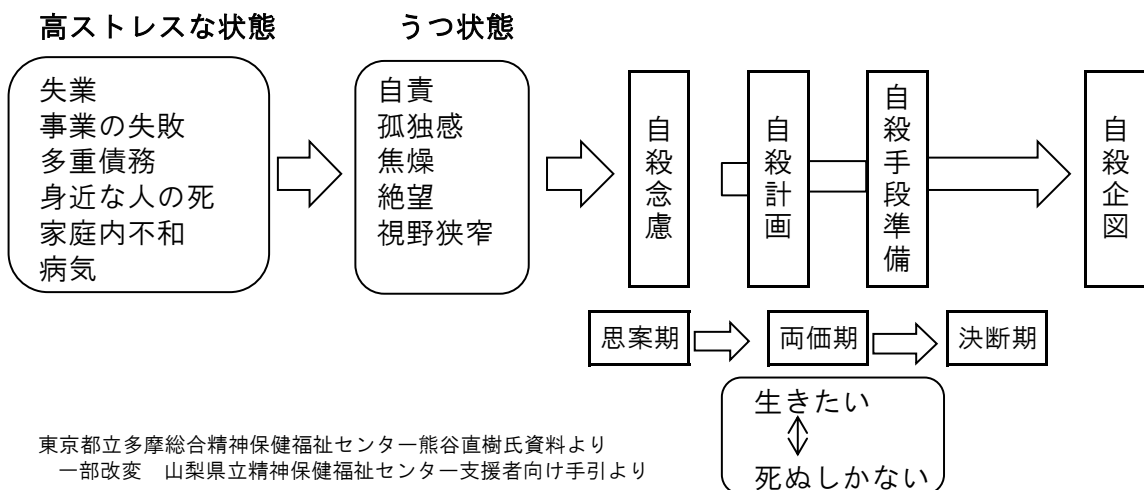 高ストレスな状態
失業
事業の失敗
多重債務
身近な人の死
家庭内不和
病気
うつ状態
自責
孤独感
焦燥
絶望
視野狭窄
自殺念慮
自殺計画
自殺手段準備
自殺企図
思案期
両価期
決断期
生きたい
死ぬしかない
東京都立多摩総合精神保健福祉センター熊谷直樹氏資料より
一部改変　山梨県立精神保健福祉センター支援者向け手引より